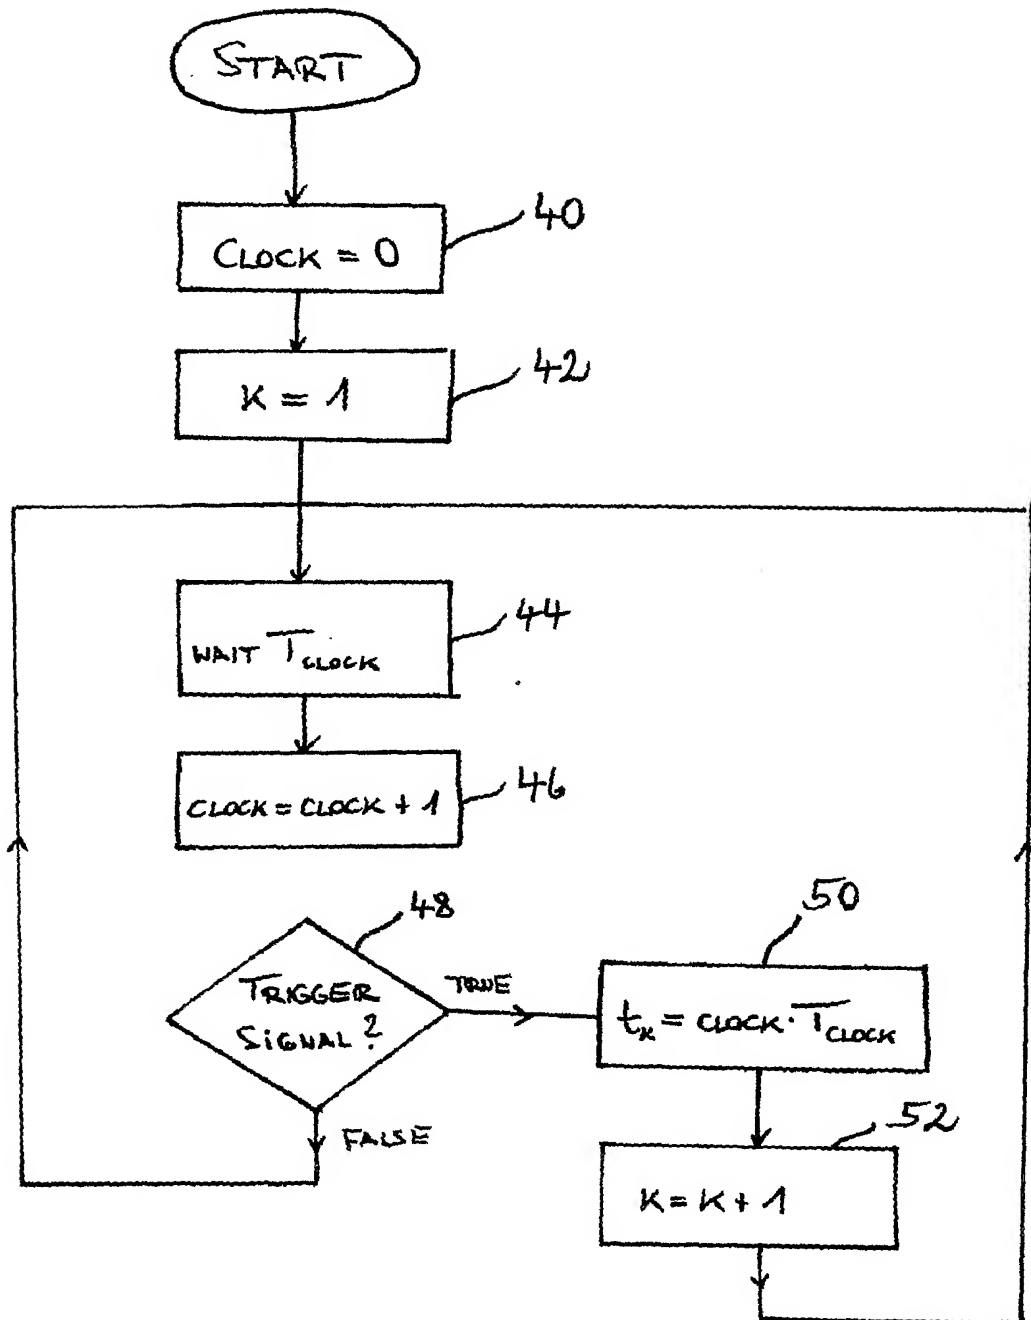 START
40
CLOCK = 0
42
K = 1
44
WAIT T_CLOCK
46
CLOCK = CLOCK + 1
48
TRIGGER
SIGNAL?
TRUE
FALSE
50
t_K = CLOCK · T_CLOCK
52
K = K + 1